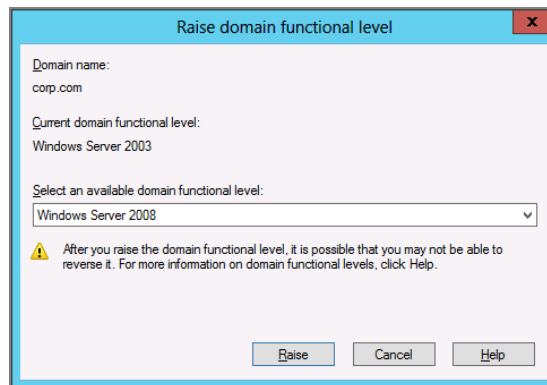 Raise domain functional level
x
Domain name:
corp.com
Current domain functional level:
Windows Server 2003
Select an available domain functional level:
Windows Server 2008
After you raise the domain functional level, it is possible that you may not be able to
reverse it. For more information on domain functional levels, click Help.
Raise
Cancel
Help